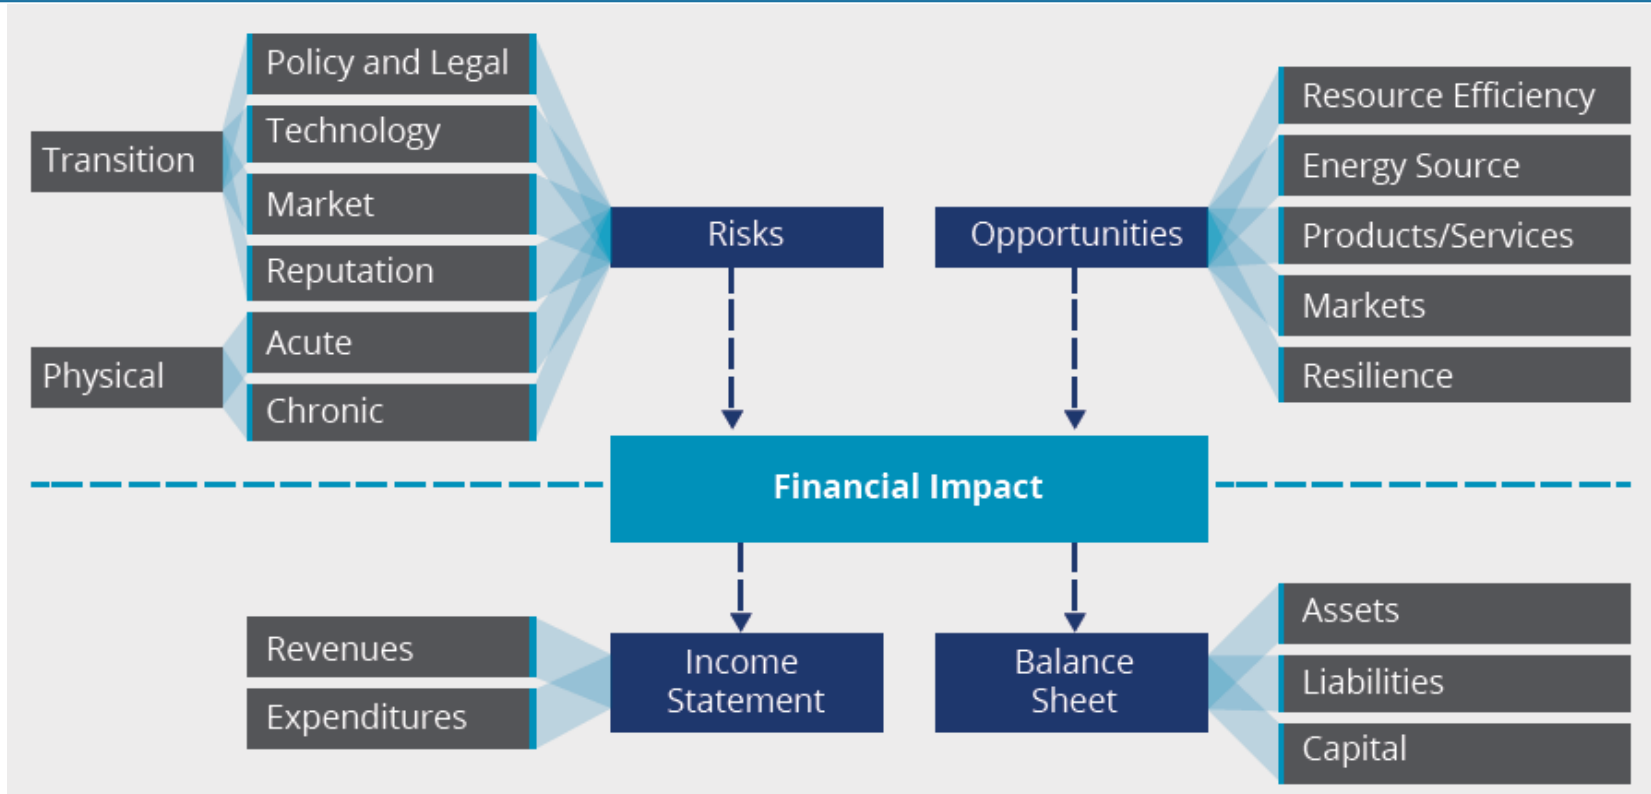 Policy and Legal
Technology
Transition
Market
Reputation
Acute
Physical
Chronic
Risks
Opportunities
Resource Efficiency
Energy Source
Products/Services
Markets
Resilience
Financial Impact
Revenues
Expenditures
Income
Statement
Balance
Sheet
Assets
Liabilities
Capital